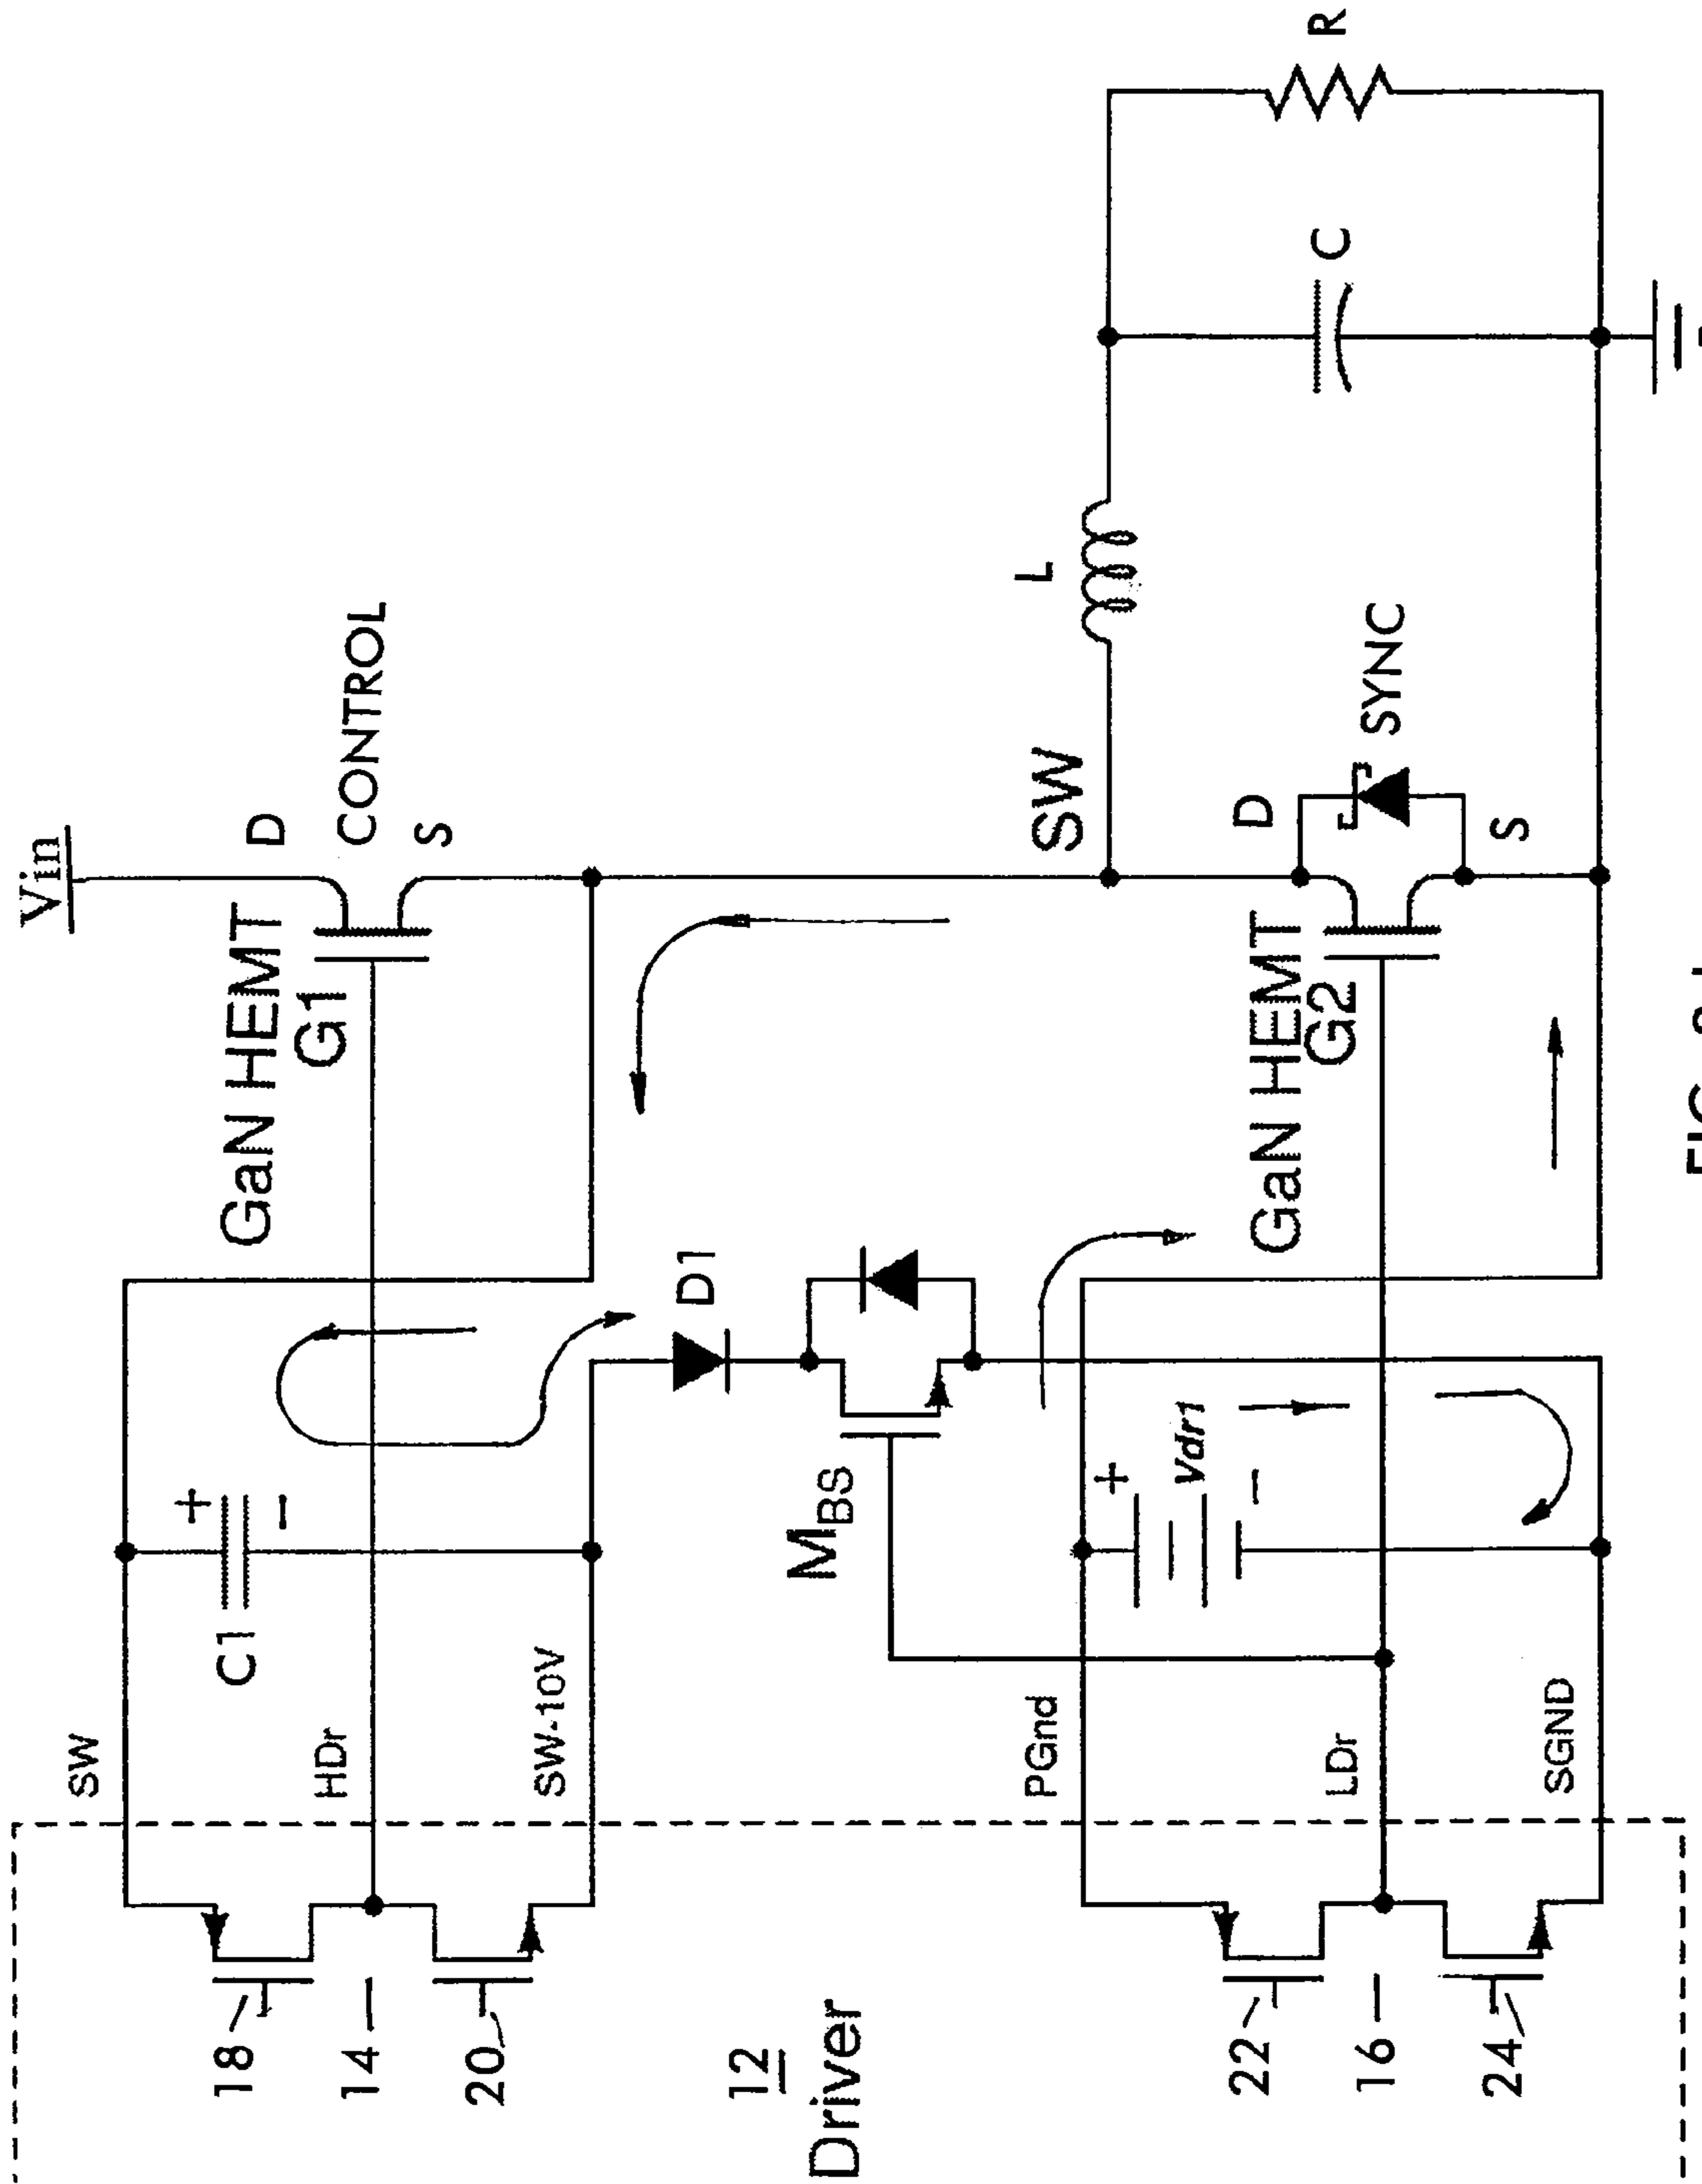 Vin
D
CONTROL
S
GaN HEMT
G1
SW
+
C1
−
HDr
SW-10V
18
14
20
D1
M_BS
12
Driver
SW
L
C
R
D
SYNC
S
GaN HEMT
G2
PGnd
+
Vdr1
−
LDr
SGND
22
16
24